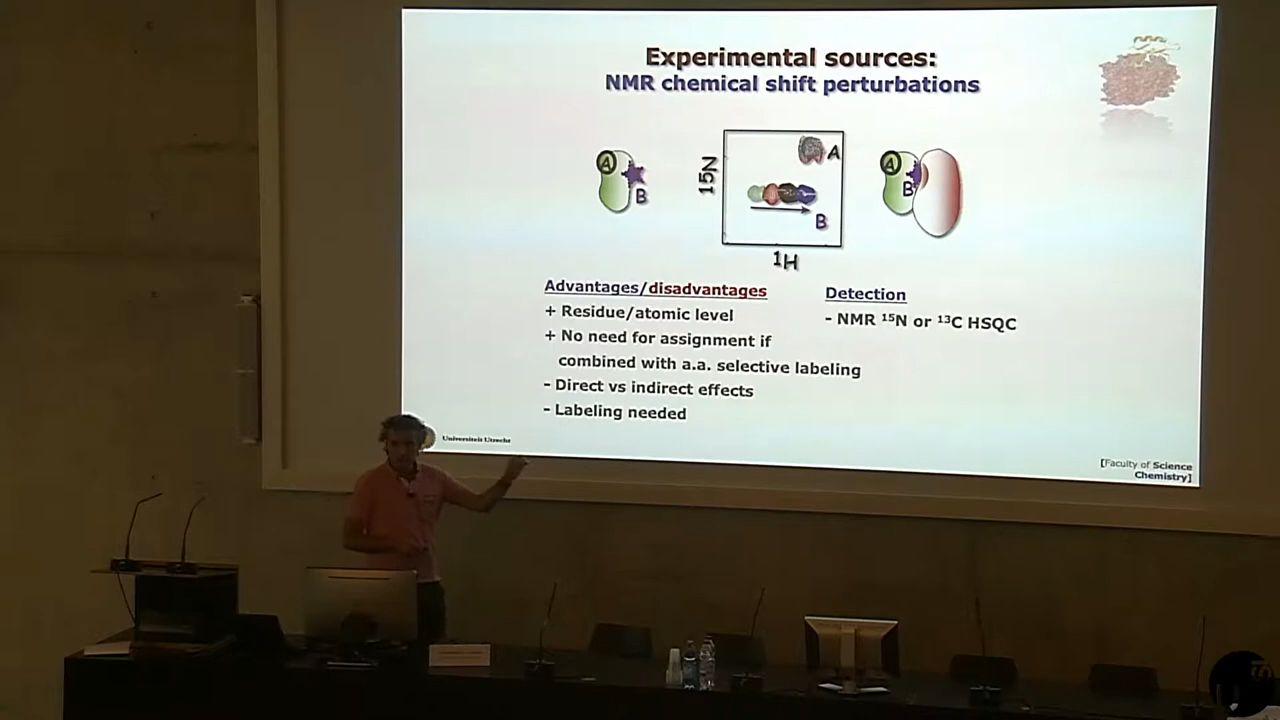 Experimental sources:
NMR chemical shift perturbations
A
B
15N
A
B
1H
A
B
Advantages/disadvantages
+ Residue/atomic level
+ No need for assignment if
combined with a.a. selective labeling
- Direct vs indirect effects
- Labeling needed
Detection
- NMR 15N or 13C HSQC
Universiteit Utrecht
[Faculty of Science
Chemistry]